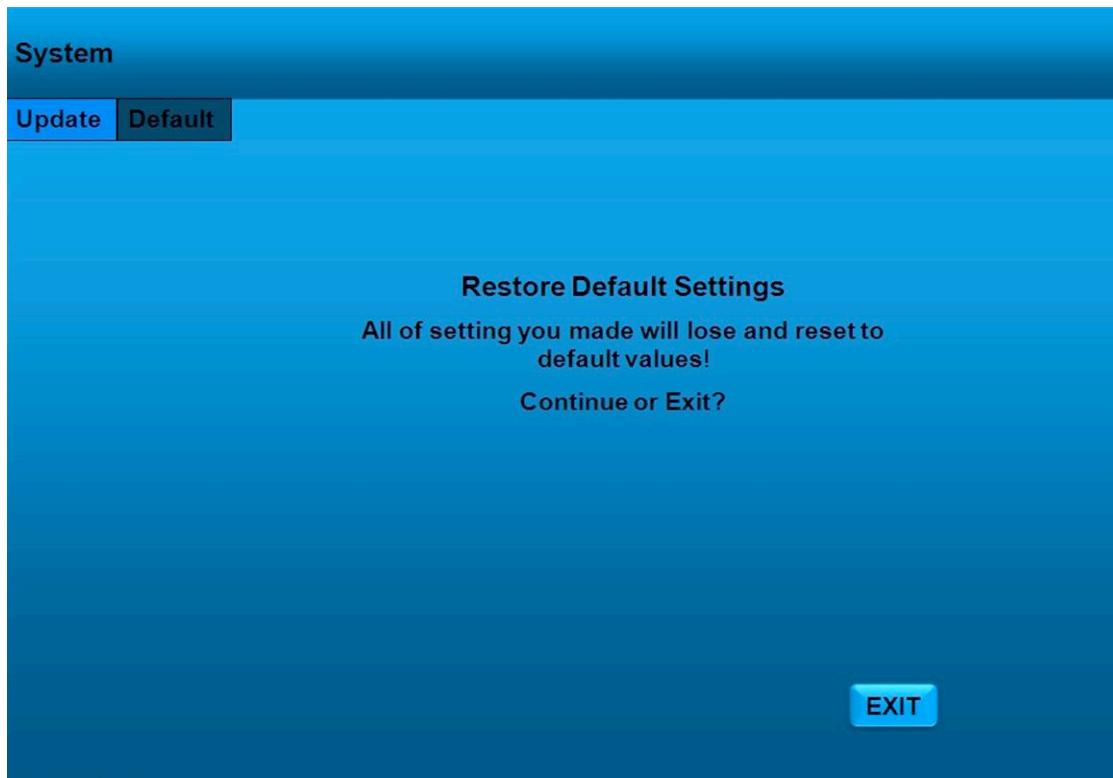 System
Update Default
Restore Default Settings
All of setting you made will lose and reset to
default values!
Continue or Exit?
EXIT